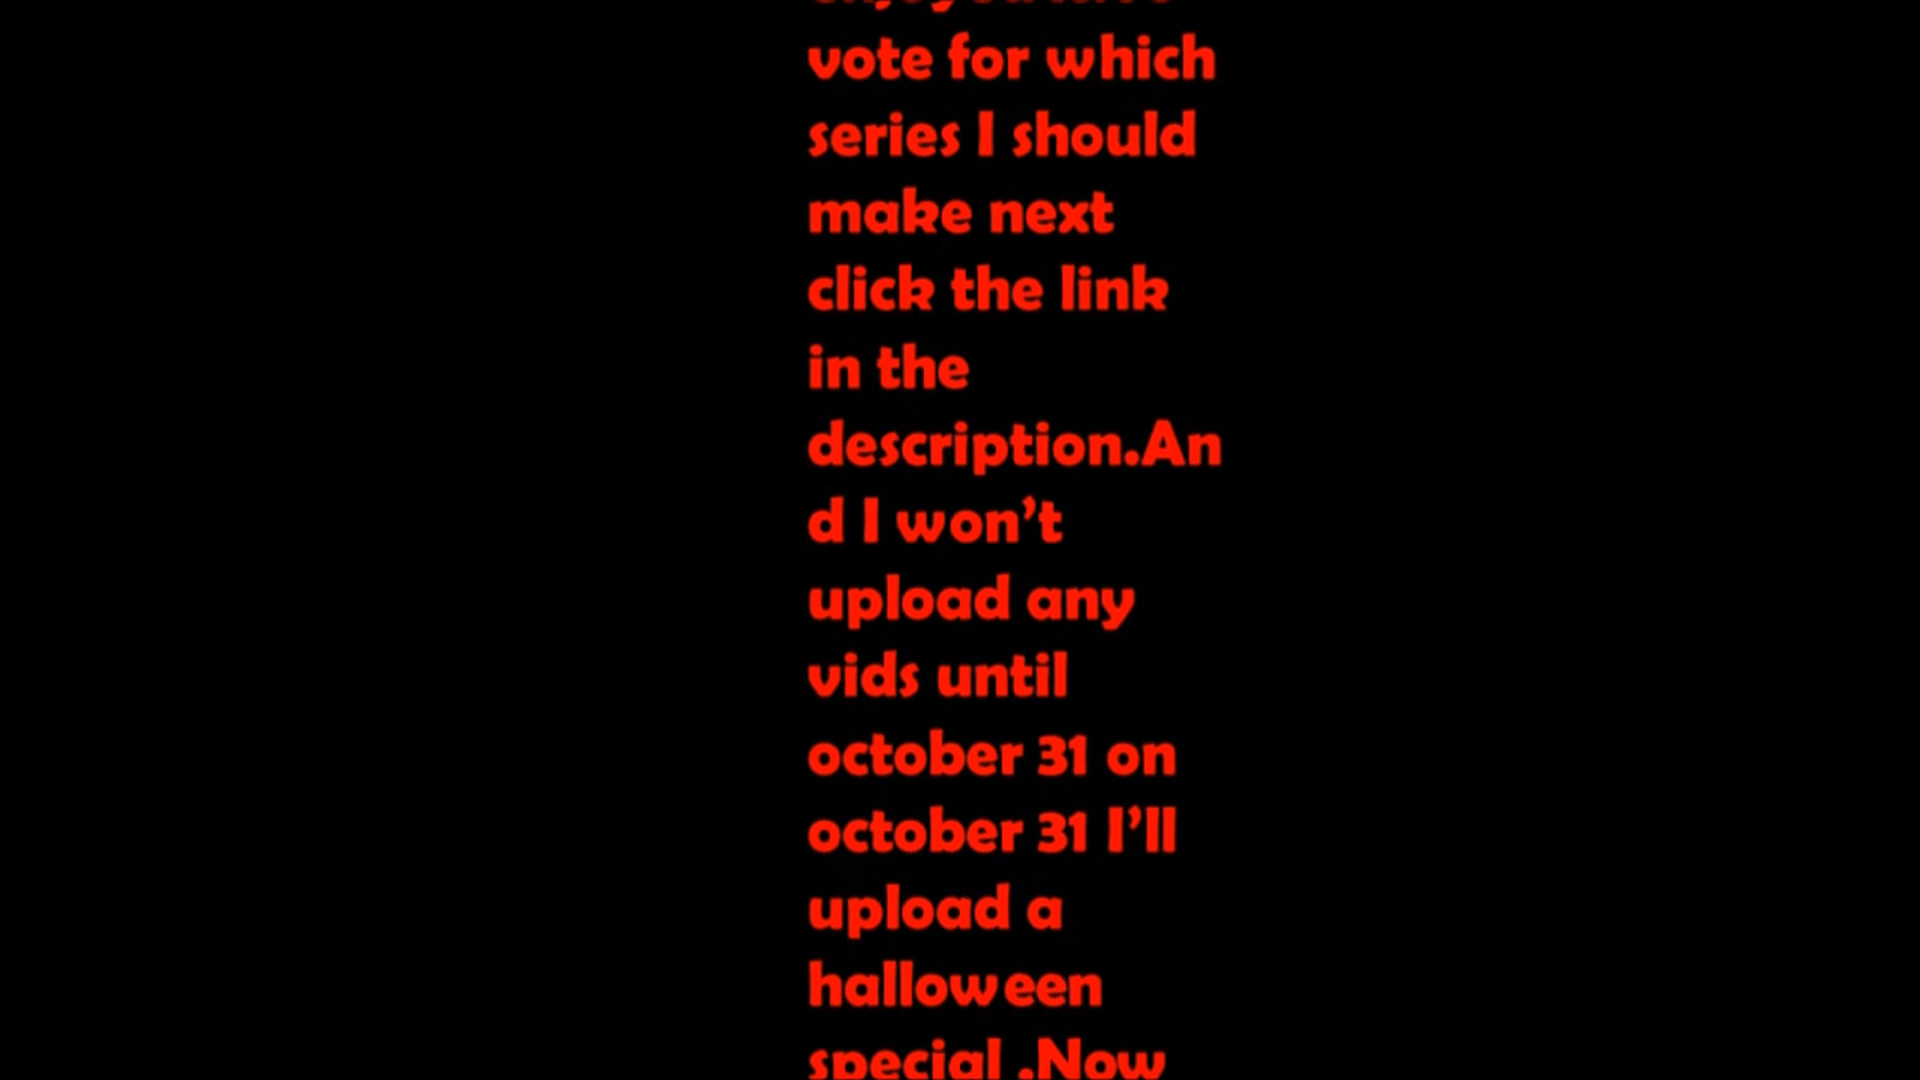 vote for which
series I should
make next
click the link
in the
description.An
d I won’t
upload any
vids until
october 31 on
october 31 I’ll
upload a
halloween
special .Now